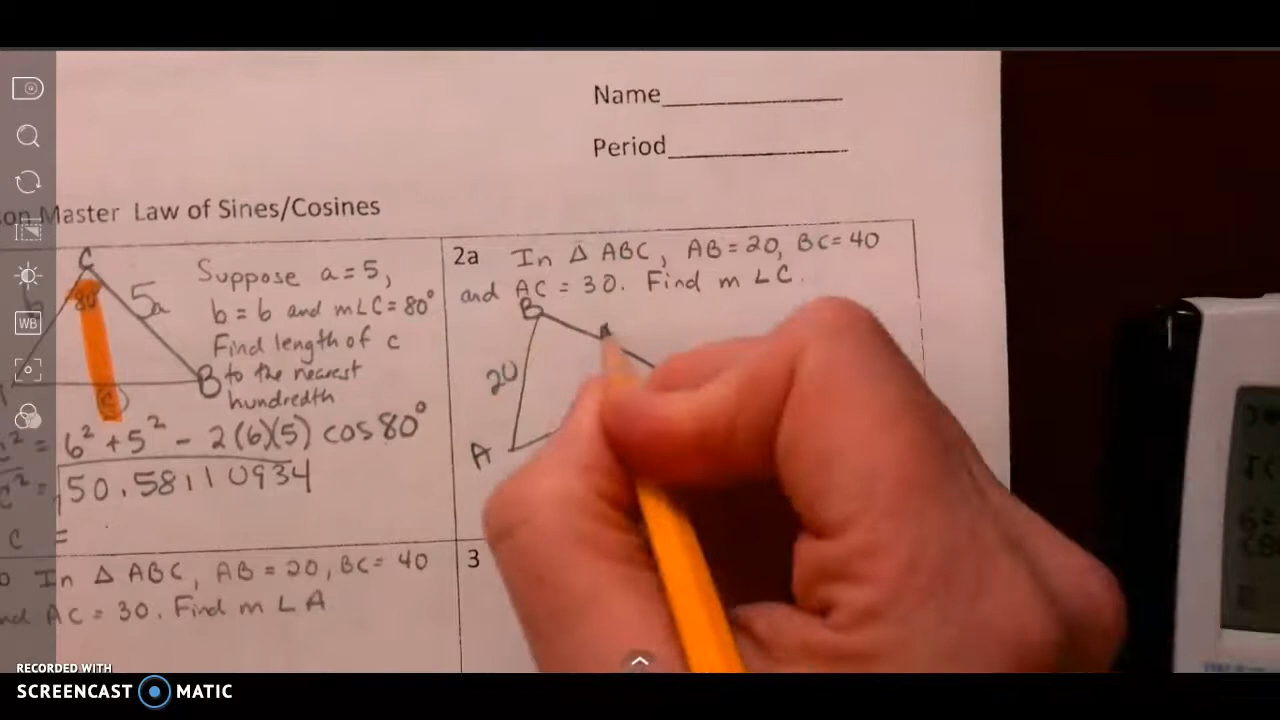 Name
Period
on Master Law of Sines/Cosines
C
80
5a
B
Suppose a = 5,
b = 6 and m∠C = 80°
Find length of c
to the nearest
hundredth
c² = 6² + 5² - 2(6)(5) cos 80°
c² = 50.58110934
c =
2a In Δ ABC, AB = 20, BC = 40
and AC = 30. Find m ∠C.
B
20
A
In Δ ABC, AB = 20, BC = 40
AC = 30. Find m ∠A
3
WB
RECORDED WITH
SCREENCAST MATIC